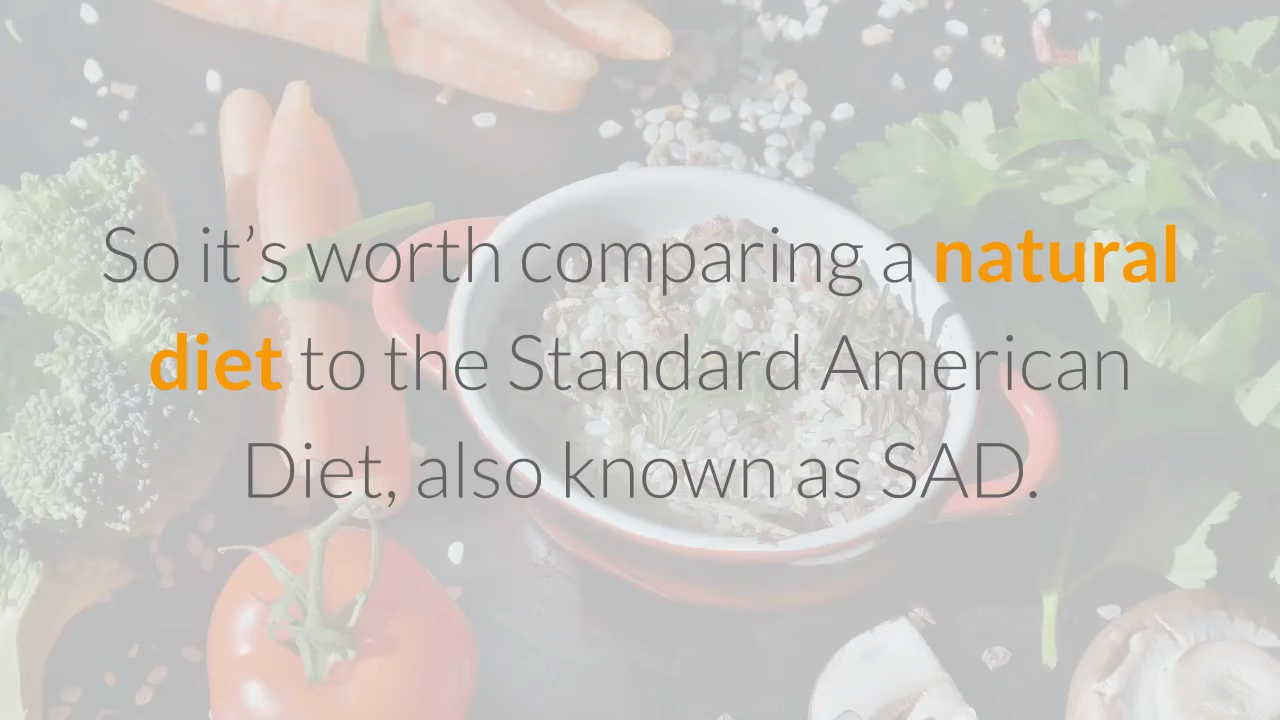 So it’s worth comparing a natural
diet to the Standard American
Diet, also known as SAD.